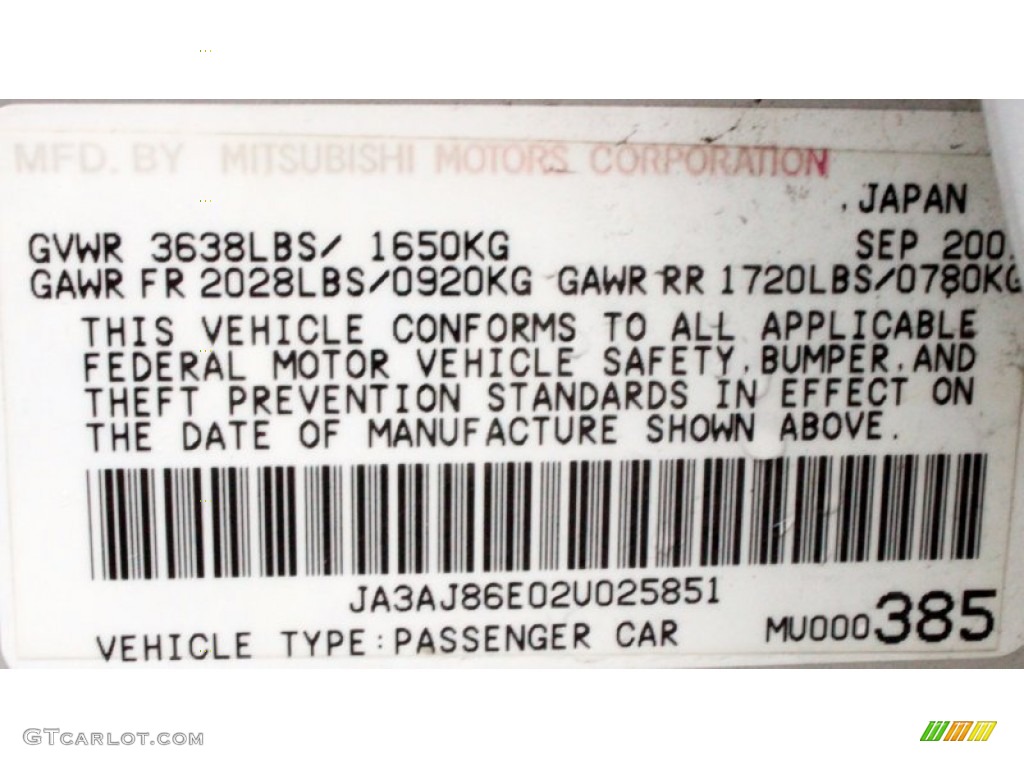 MFD. BY MITSUBISHI MOTORS CORPORATION
JAPAN
GVWR 3638LBS/ 1650KG SEP 200
GAWR FR 2028LBS/0920KG GAWR RR 1720LBS/0780KG
THIS VEHICLE CONFORMS TO ALL APPLICABLE
FEDERAL MOTOR VEHICLE SAFETY,BUMPER,AND
THEFT PREVENTION STANDARDS IN EFFECT ON
THE DATE OF MANUFACTURE SHOWN ABOVE.
JA3AJ86E02U025851
VEHICLE TYPE:PASSENGER CAR MU000385
GTCARLOT.COM